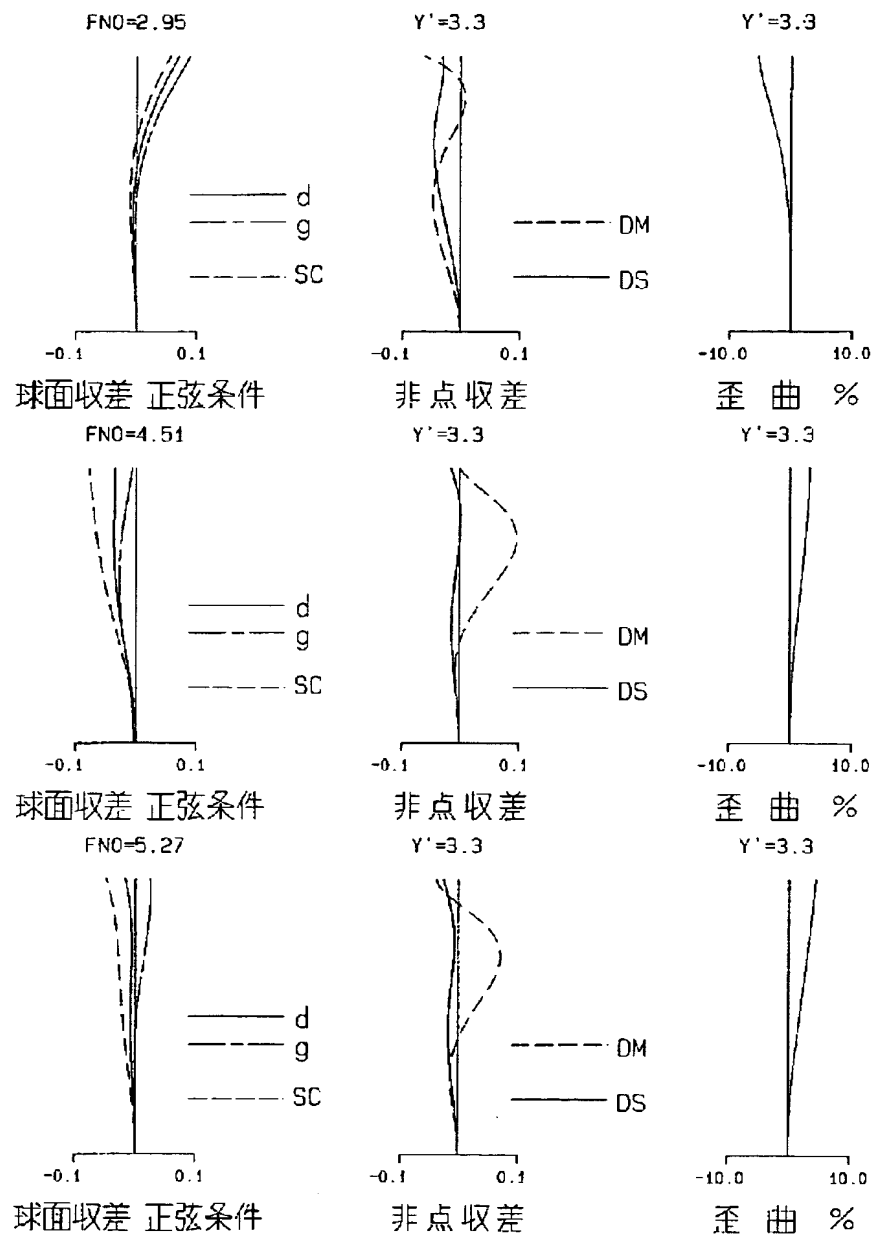 FNO=2.95 Y'=3.3 Y'=3.3
d
g
SC
DM
DS
-0.1 0.1 -0.1 0.1 -10.0 10.0
球面収差 正弦条件 非点収差 歪曲 %
FNO=4.51 Y'=3.3 Y'=3.3
d
g
SC
DM
DS
-0.1 0.1 -0.1 0.1 -10.0 10.0
球面収差 正弦条件 非点収差 歪曲 %
FNO=5.27 Y'=3.3 Y'=3.3
d
g
SC
DM
DS
-0.1 0.1 -0.1 0.1 -10.0 10.0
球面収差 正弦条件 非点収差 歪曲 %